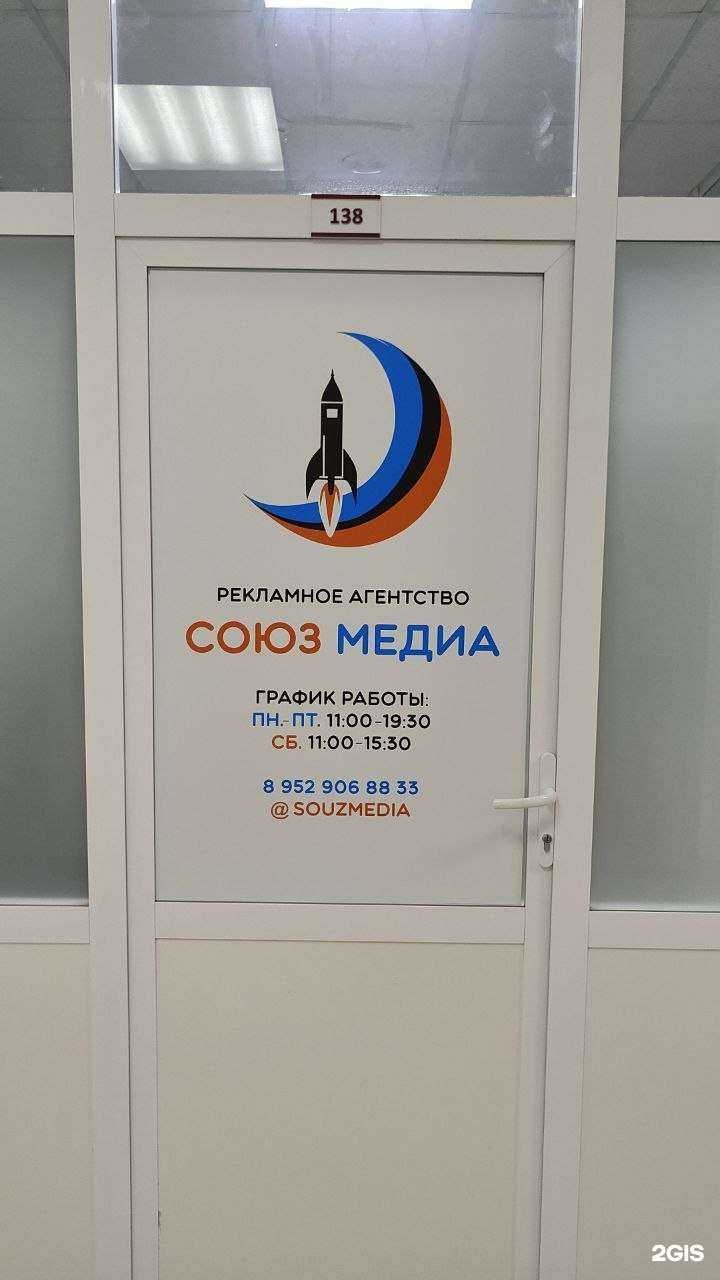 138
РЕКЛАМНОЕ АГЕНТСТВО
СОЮЗ МЕДИА
ГРАФИК РАБОТЫ:
ПН.-ПТ. 11:00-19:30
СБ. 11:00-15:30
8 952 906 88 33
@ SOUZMEDIA
2GIS